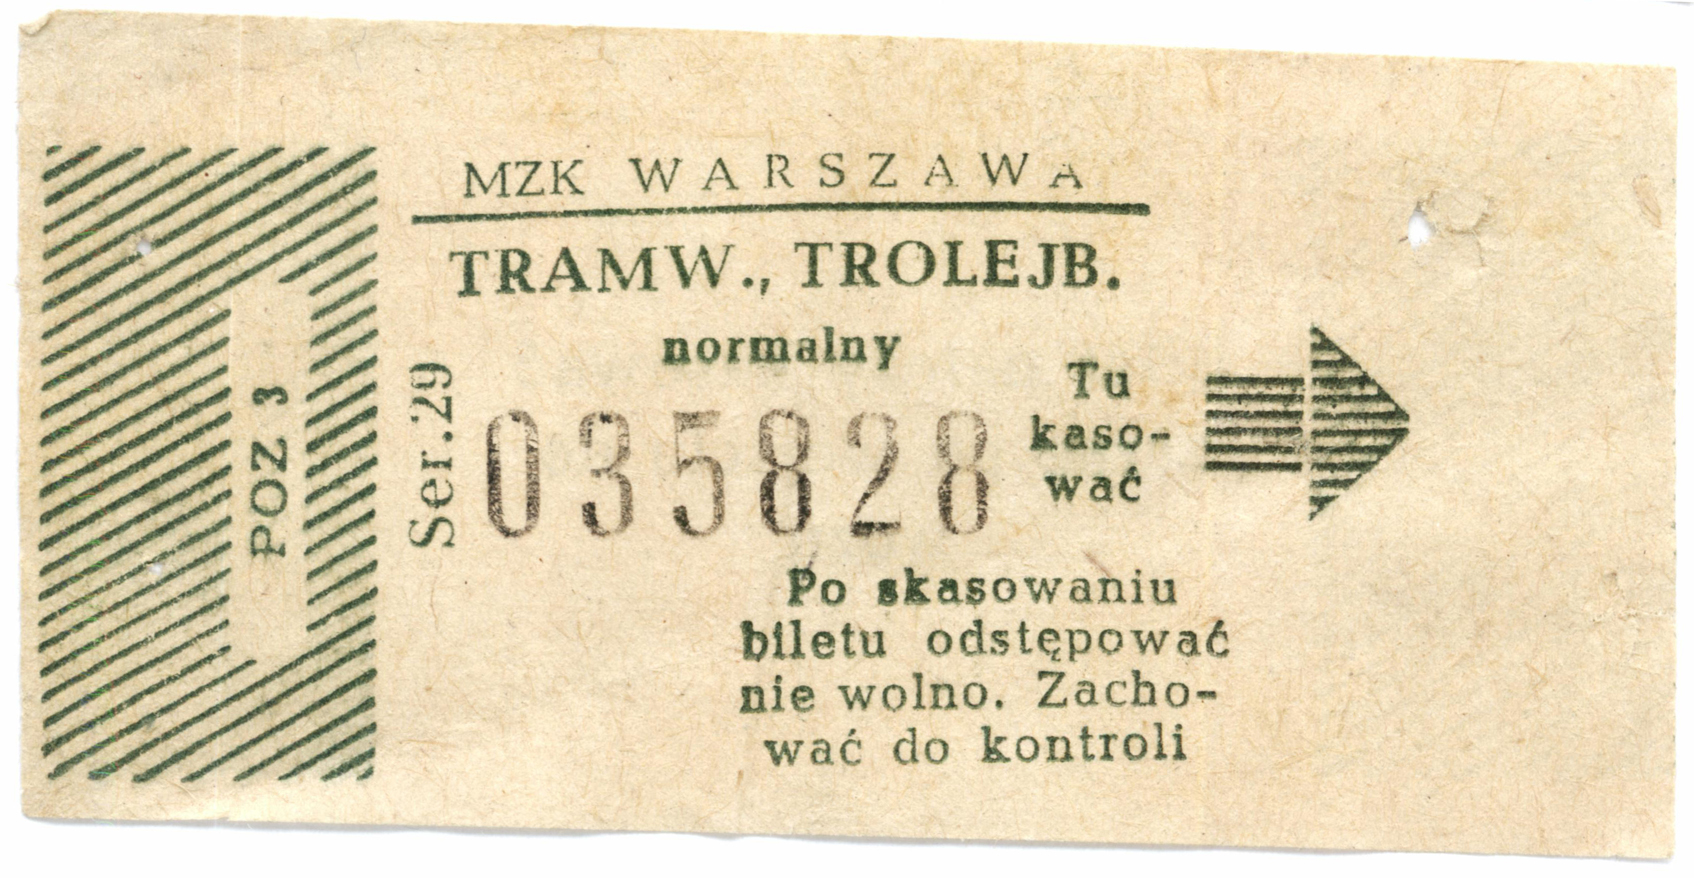 MZK WARSZAWA
TRAMW., TROLEJB.
normalny
POZ 3
Ser.29
035828
Tu
kaso-
wać
Po skasowaniu
biletu odstępować
nie wolno. Zacho-
wać do kontroli